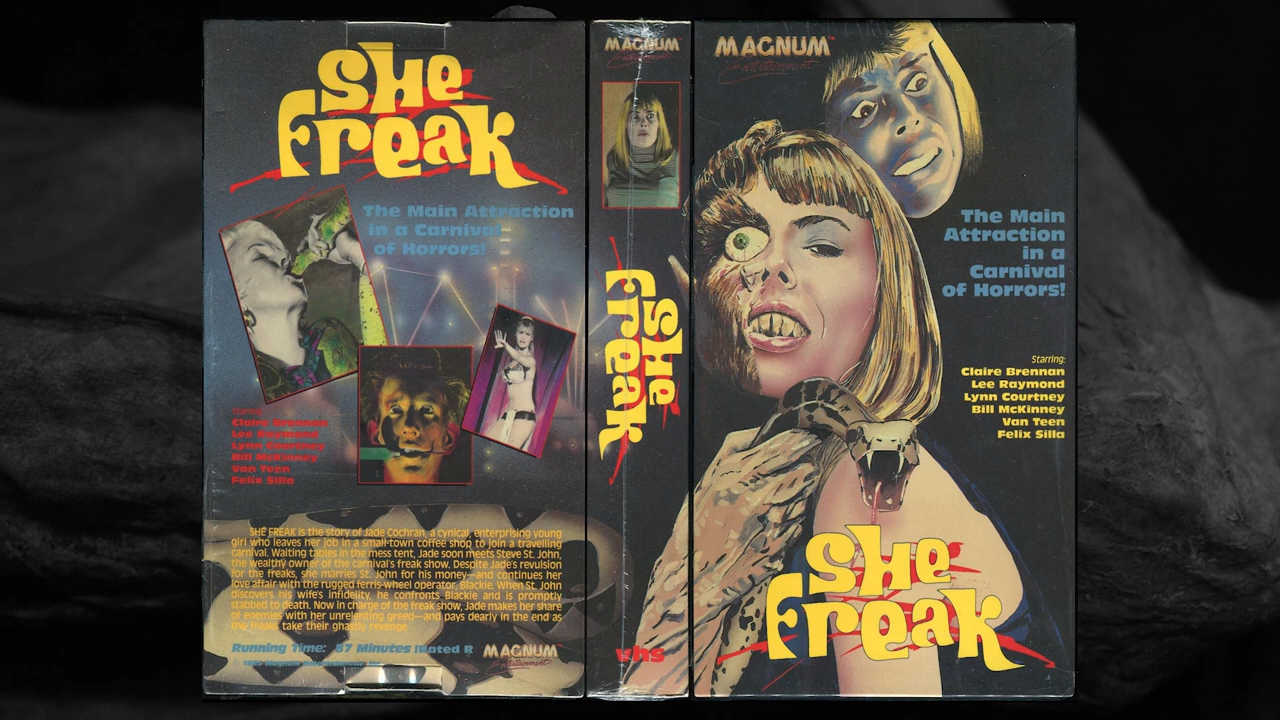 She
Freak
The Main Attraction
in a Carnival
of Horrors!
Starring:
Claire Brennan
Lee Raymond
Lynn Courtney
Bill McKinney
Van Teen
Felix Silla
SHE FREAK is the story of Jade Cochran, a cynical, enterprising young
girl who leaves her job in a small-town coffee shop to join a travelling
carnival. Waiting tables in the mess tent, Jade soon meets Steve St. John,
the wealthy owner of the carnival's freak show. Despite Jade's revulsion
for the freaks, she marries St. John for his money—and continues her
love affair with the rugged ferris-wheel operator, Blackie. When St. John
discovers his wife's infidelity, he confronts Blackie and is promptly
stabbed to death. Now in charge of the freak show, Jade makes her share
of enemies with her unrelenting greed—and pays dearly in the end as
the freaks take their ghastly revenge.
Running Time: Minutes Rated R
MAGNUM
Entertainment
© Magnum Entertainment
MAGNUM
Entertainment
She
Freak
vhs
MAGNUM™
Entertainment
The Main
Attraction
in a
Carnival
of Horrors!
Starring:
Claire Brennan
Lee Raymond
Lynn Courtney
Bill McKinney
Van Teen
Felix Silla
She
Freak